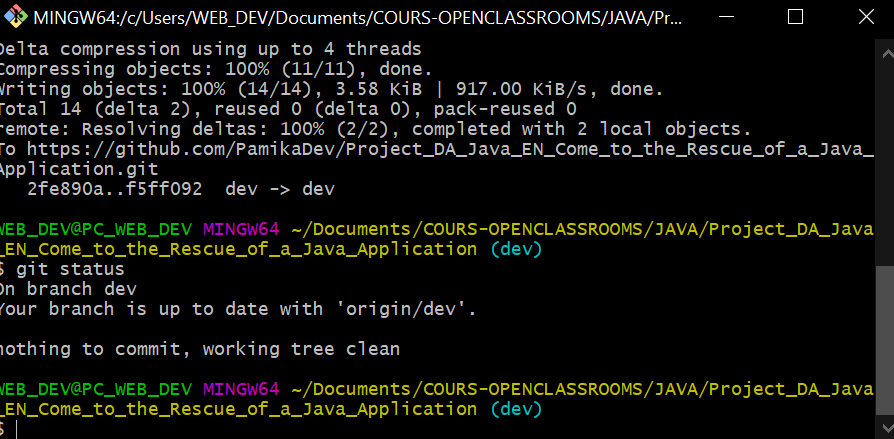 MINGW64:/c/Users/WEB_DEV/Documents/COURS-OPENCLASSROOMS/JAVA/Pr...
Delta compression using up to 4 threads
Compressing objects: 100% (11/11), done.
Writing objects: 100% (14/14), 3.58 KiB | 917.00 KiB/s, done.
Total 14 (delta 2), reused 0 (delta 0), pack-reused 0
remote: Resolving deltas: 100% (2/2), completed with 2 local objects.
To https://github.com/PamikaDev/Project_DA_Java_EN_Come_to_the_Rescue_of_a_Java_
Application.git
   2fe890a..f5ff092  dev -> dev
WEB_DEV@PC_WEB_DEV MINGW64 ~/Documents/COURS-OPENCLASSROOMS/JAVA/Project_DA_Java
_EN_Come_to_the_Rescue_of_a_Java_Application (dev)
$ git status
On branch dev
Your branch is up to date with 'origin/dev'.
nothing to commit, working tree clean
WEB_DEV@PC_WEB_DEV MINGW64 ~/Documents/COURS-OPENCLASSROOMS/JAVA/Project_DA_Java
_EN_Come_to_the_Rescue_of_a_Java_Application (dev)
$